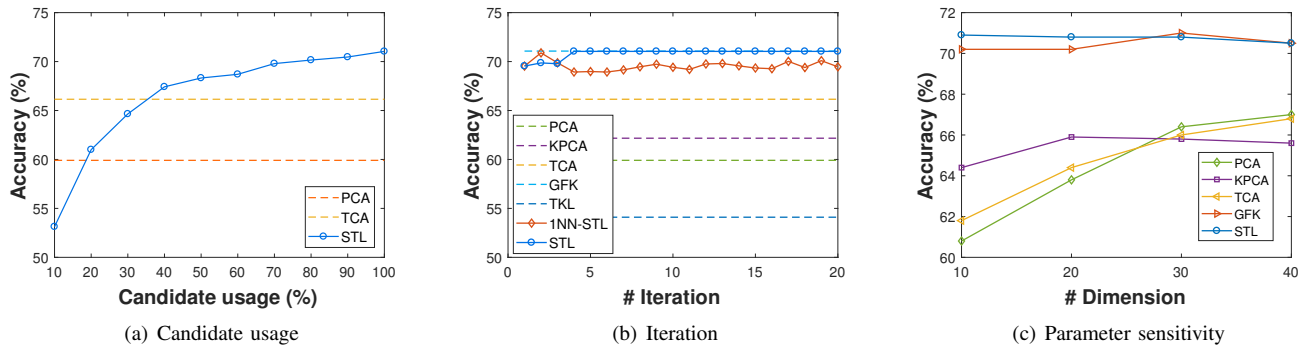 75
70
65
60
55
50
Accuracy (%)
10 20 30 40 50 60 70 80 90 100
Candidate usage (%)
PCA
TCA
STL
(a) Candidate usage
75
70
65
60
55
50
Accuracy (%)
0 5 10 15 20
# Iteration
PCA
KPCA
TCA
GFK
TKL
1NN-STL
STL
(b) Iteration
72
70
68
66
64
62
60
Accuracy (%)
10 20 30 40
# Dimension
PCA
KPCA
TCA
GFK
STL
(c) Parameter sensitivity